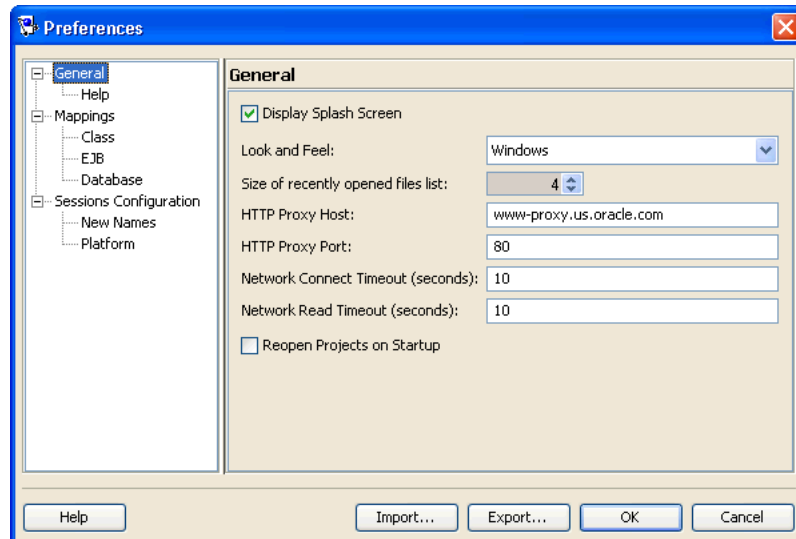 Preferences
General
Help
Mappings
Class
EJB
Database
Sessions Configuration
New Names
Platform
General
Display Splash Screen
Look and Feel: Windows
Size of recently opened files list: 4
HTTP Proxy Host: www-proxy.us.oracle.com
HTTP Proxy Port: 80
Network Connect Timeout (seconds): 10
Network Read Timeout (seconds): 10
Reopen Projects on Startup
Help Import... Export... OK Cancel